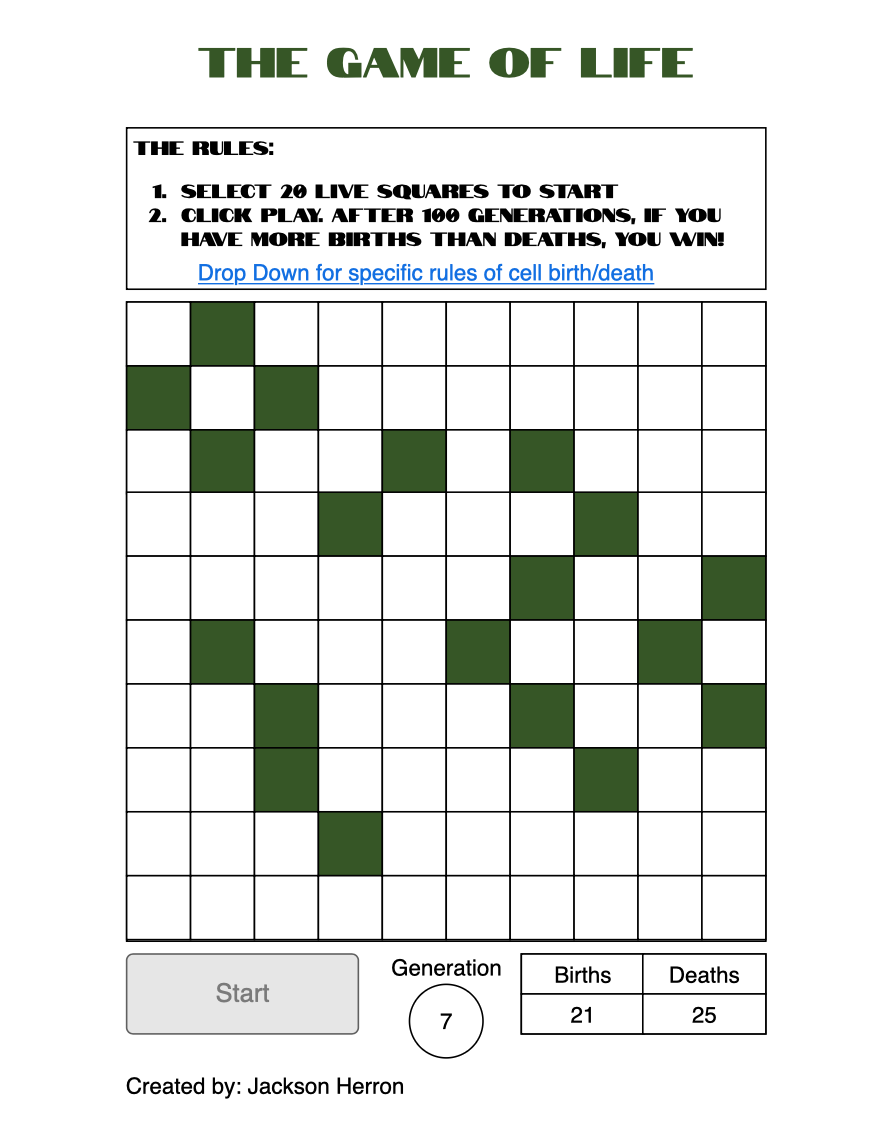 THE GAME OF LIFE
THE RULES:
1. SELECT 20 LIVE SQUARES TO START
2. CLICK PLAY. AFTER 100 GENERATIONS, IF YOU
HAVE MORE BIRTHS THAN DEATHS, YOU WIN!
Drop Down for specific rules of cell birth/death
Start
Generation
7
Births Deaths
21 25
Created by: Jackson Herron